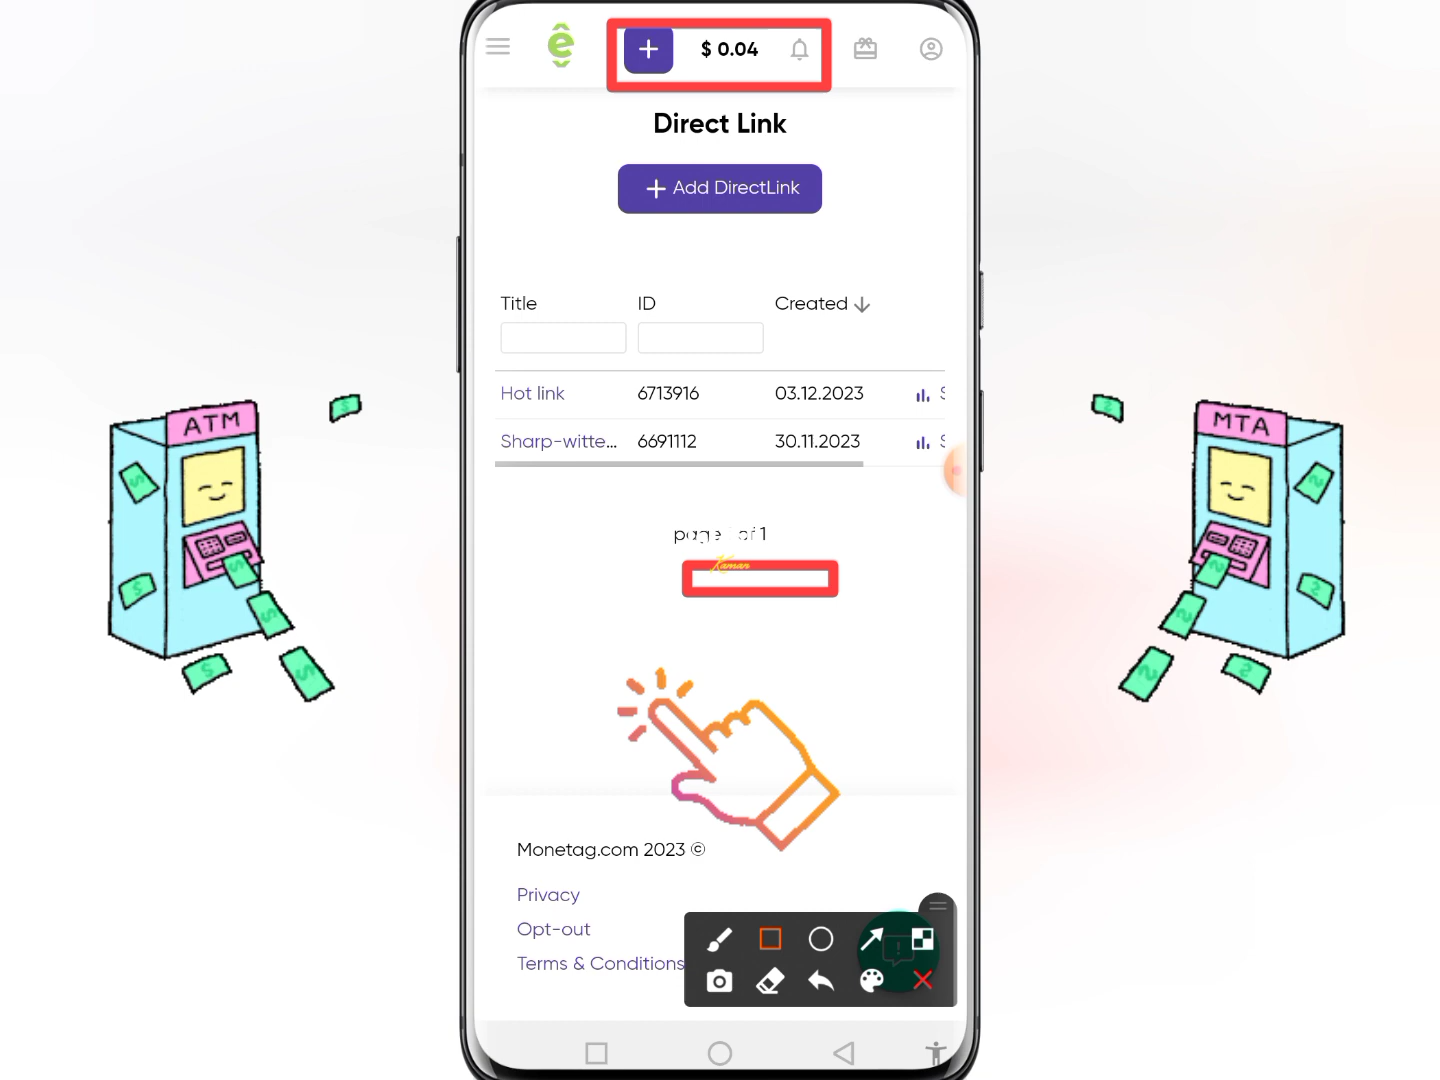 $ 0.04
Direct Link
+ Add DirectLink
Title ID Created
Hot link 6713916 03.12.2023 S
Sharp-witte... 6691112 30.11.2023 S
page of 1
Kaman
Monetag.com 2023 ©
Privacy
Opt-out
Terms & Conditions
ATM
MTA